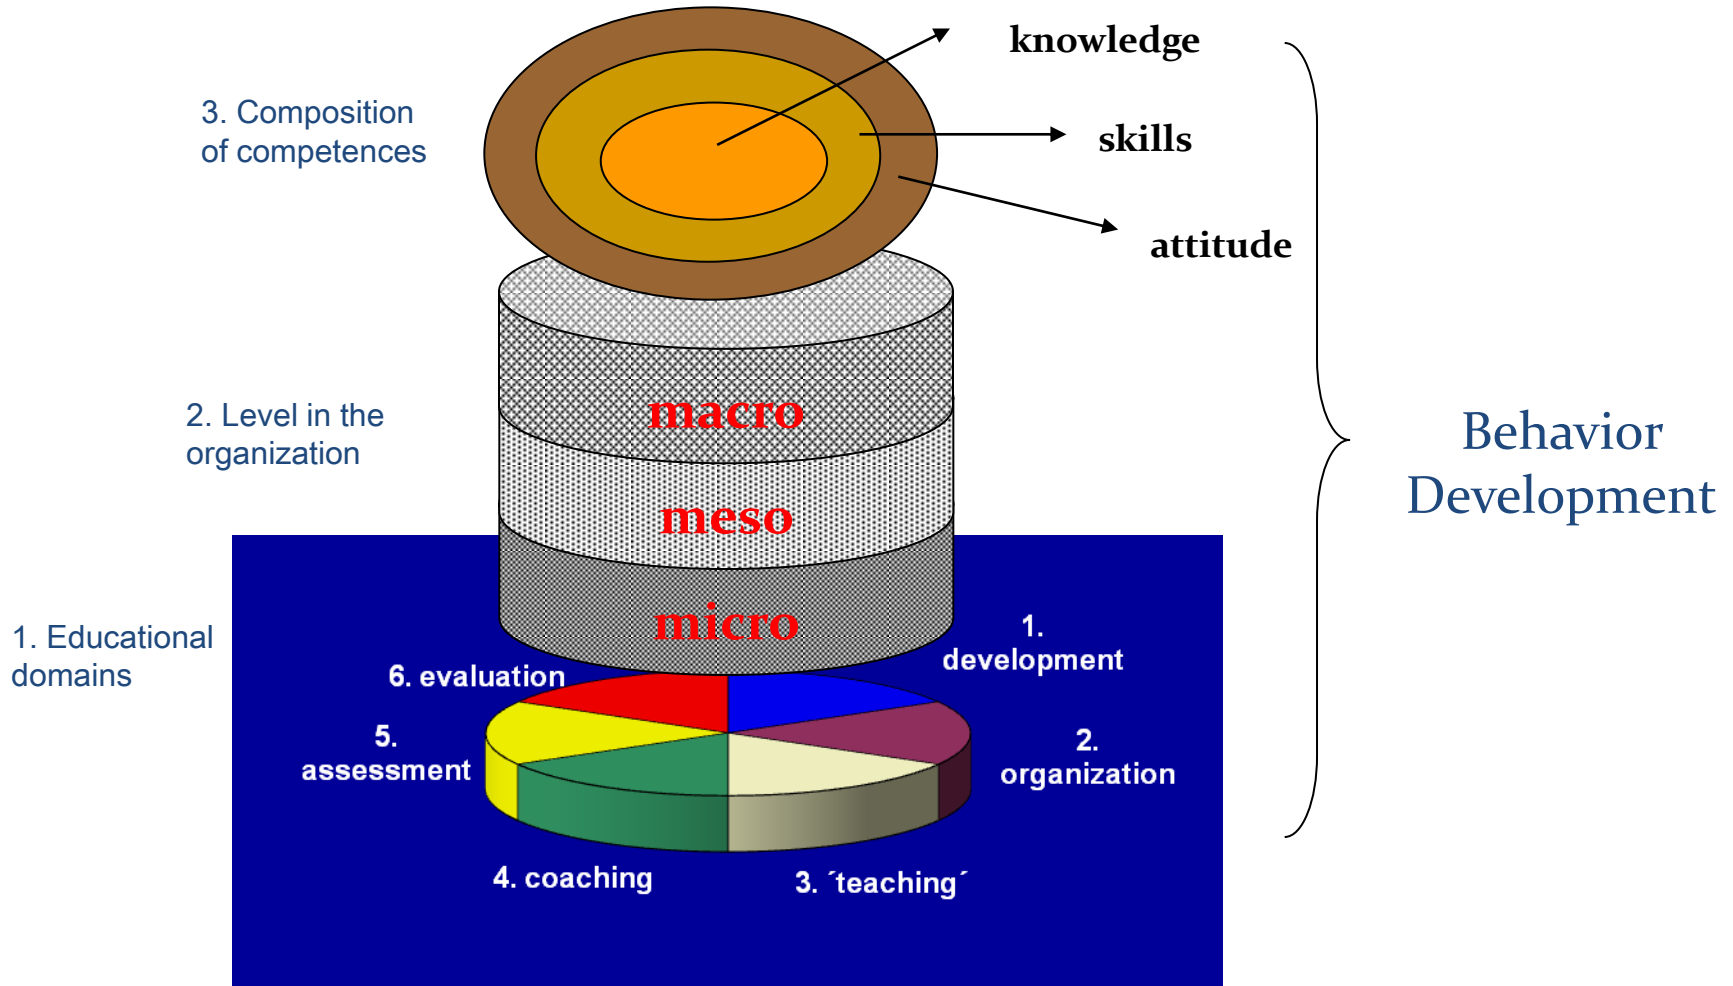 knowledge
3. Composition
of competences
skills
attitude
macro
2. Level in the
organization
Behavior
Development
meso
micro
1. Educational
domains
1.
development
6. evaluation
5.
assessment
2.
organization
4. coaching
3. ´teaching´